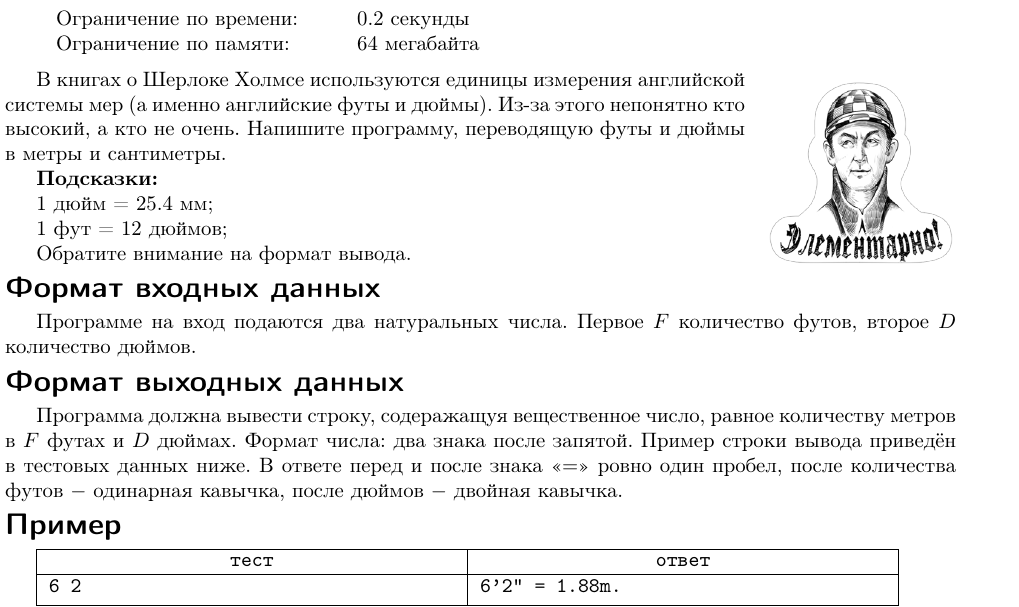 Ограничение по времени: 0.2 секунды
Ограничение по памяти: 64 мегабайта
В книгах о Шерлоке Холмсе используются единицы измерения английской
системы мер (а именно английские футы и дюймы). Из-за этого непонятно кто
высокий, а кто не очень. Напишите программу, переводящую футы и дюймы
в метры и сантиметры.
Подсказки:
1 дюйм = 25.4 мм;
1 фут = 12 дюймов;
Обратите внимание на формат вывода.
Элементарно!
Формат входных данных
Программе на вход подаются два натуральных числа. Первое F количество футов, второе D
количество дюймов.
Формат выходных данных
Программа должна вывести строку, содеражащуя вещественное число, равное количеству метров
в F футах и D дюймах. Формат числа: два знака после запятой. Пример строки вывода приведён
в тестовых данных ниже. В ответе перед и после знака «=» ровно один пробел, после количества
футов – одинарная кавычка, после дюймов – двойная кавычка.
Пример
тест ответ
6 2 6'2" = 1.88m.